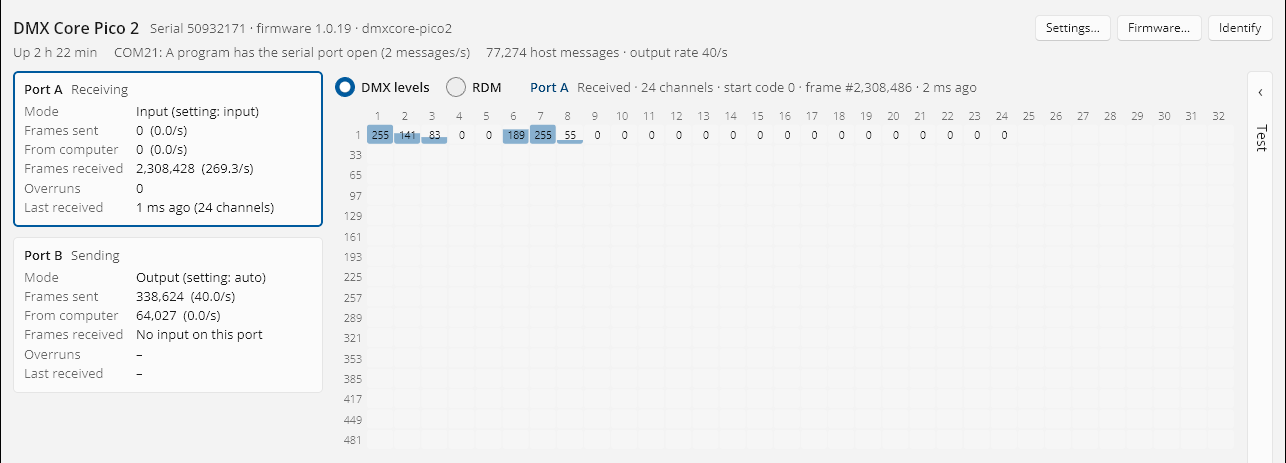 DMX Core Pico 2 Serial 50932171 · firmware 1.0.19 · dmxcore-pico2
Settings... Firmware... Identify
Up 2 h 22 min COM21: A program has the serial port open (2 messages/s) 77,274 host messages · output rate 40/s
Port A Receiving
Mode Input (setting: input)
Frames sent 0 (0.0/s)
From computer 0 (0.0/s)
Frames received 2,308,428 (269.3/s)
Overruns 0
Last received 1 ms ago (24 channels)
Port B Sending
Mode Output (setting: auto)
Frames sent 338,624 (40.0/s)
From computer 64,027 (0.0/s)
Frames received No input on this port
Overruns –
Last received –
DMX levels RDM Port A Received · 24 channels · start code 0 · frame #2,308,486 · 2 ms ago
1 2 3 4 5 6 7 8 9 10 11 12 13 14 15 16 17 18 19 20 21 22 23 24 25 26 27 28 29 30 31 32
1 255 141 83 0 0 189 255 55 0 0 0 0 0 0 0 0 0 0 0 0 0 0 0 0
33
65
97
129
161
193
225
257
289
321
353
385
417
449
481
‹
Test